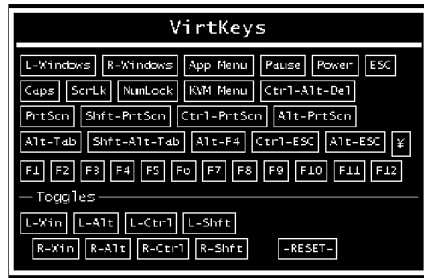 VirtKeys
L-Windows R-Windows App Menu Pause Power ESC
Caps ScrLk NumLock KVM Menu Ctrl-Alt-Del
PrtScn Shft-PrtScn Ctrl-PrtScn Alt-PrtScn
Alt-Tab Shft-Alt-Tab Alt-F4 Ctrl-ESC Alt-ESC ¥
F1 F2 F3 F4 F5 F6 F7 F8 F9 F10 F11 F12
Toggles
L-Win L-Alt L-Ctrl L-Shft
R-Win R-Alt R-Ctrl R-Shft -RESET-